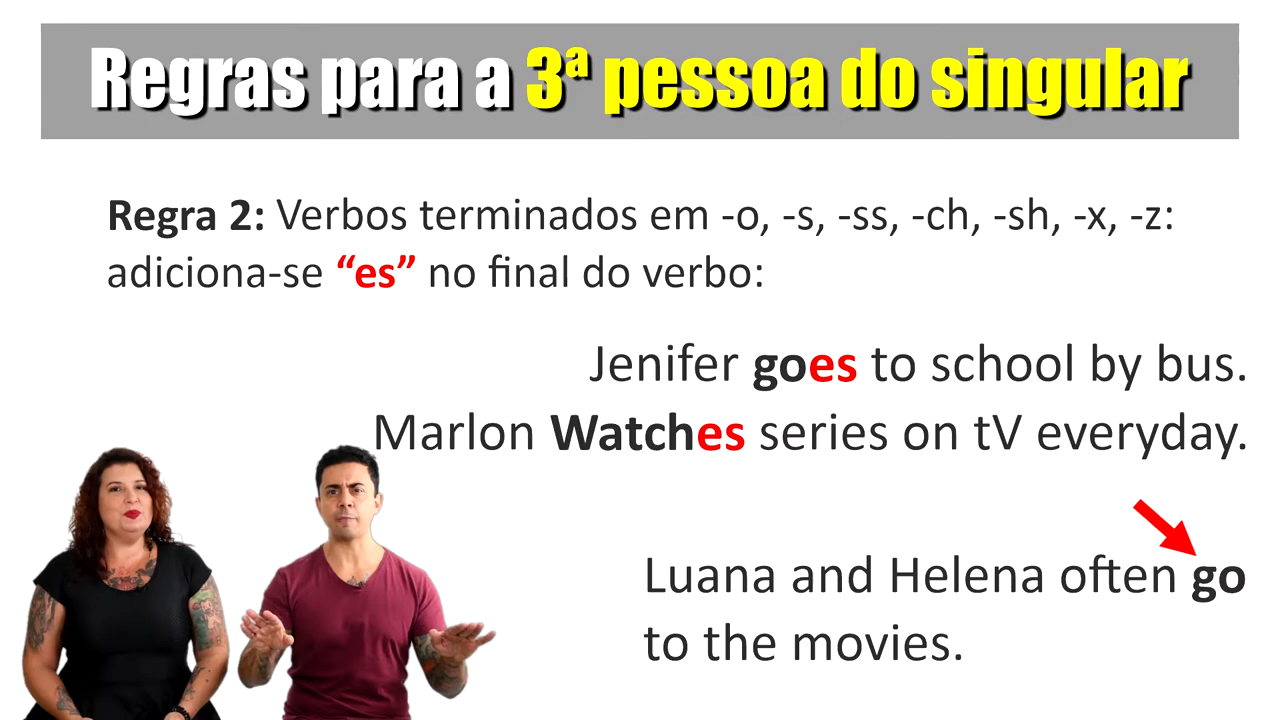 Regras para a 3ª pessoa do singular
Regra 2: Verbos terminados em -o, -s, -ss, -ch, -sh, -x, -z:
adiciona-se “es” no final do verbo:
Jenifer goes to school by bus.
Marlon Watches series on tV everyday.
Luana and Helena often go
to the movies.